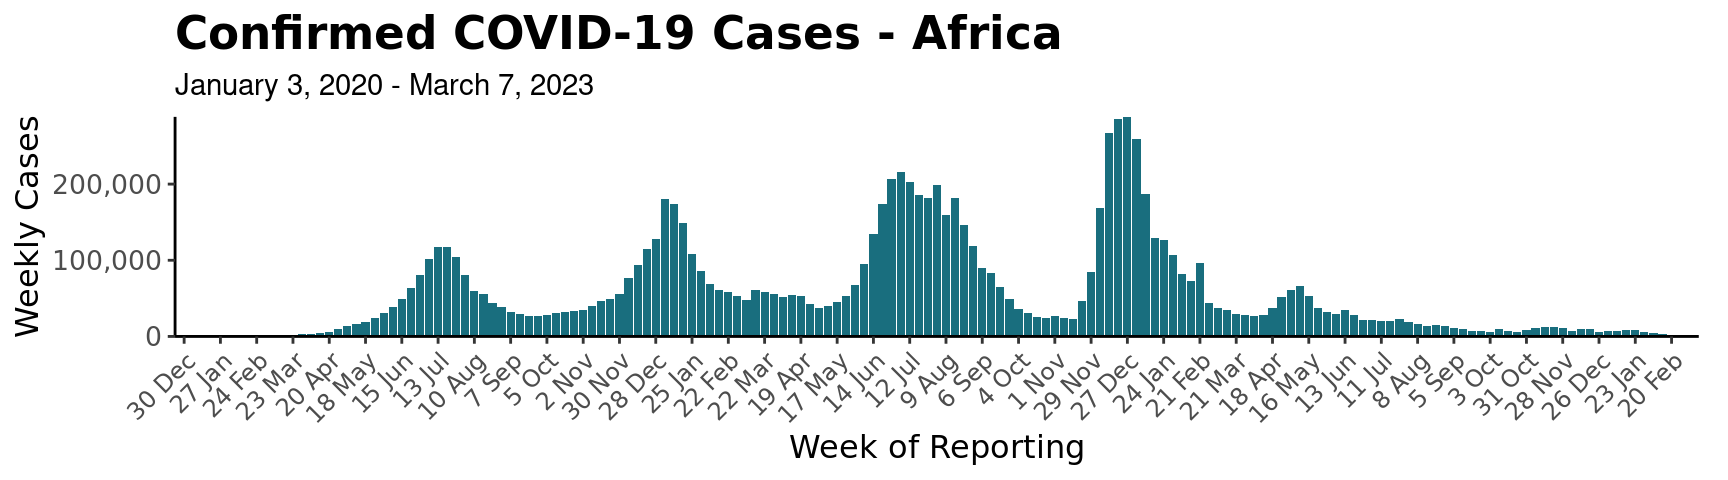 Confirmed COVID-19 Cases - Africa
January 3, 2020 - March 7, 2023
Weekly Cases
200,000
100,000
0
30 Dec
27 Jan
24 Feb
23 Mar
20 Apr
18 May
15 Jun
13 Jul
10 Aug
7 Sep
5 Oct
2 Nov
30 Nov
28 Dec
25 Jan
22 Feb
22 Mar
19 Apr
17 May
14 Jun
12 Jul
9 Aug
6 Sep
4 Oct
1 Nov
29 Nov
27 Dec
24 Jan
21 Feb
21 Mar
18 Apr
16 May
13 Jun
11 Jul
8 Aug
5 Sep
3 Oct
31 Oct
28 Nov
26 Dec
23 Jan
20 Feb
Week of Reporting